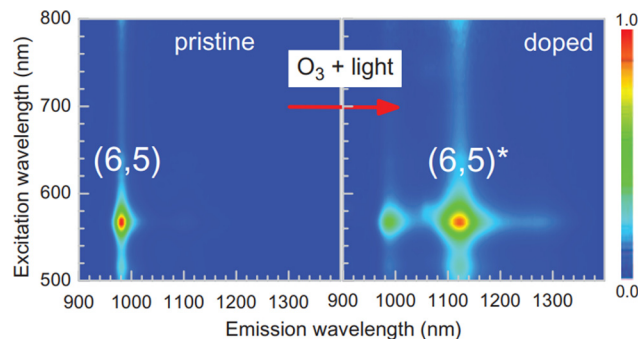 800
700
600
500
Excitation wavelength (nm)
pristine
doped
1.0
O₃ + light
(6,5)
(6,5)*
0.0
900 1000 1100 1200 1300 900 1000 1100 1200 1300
Emission wavelength (nm)